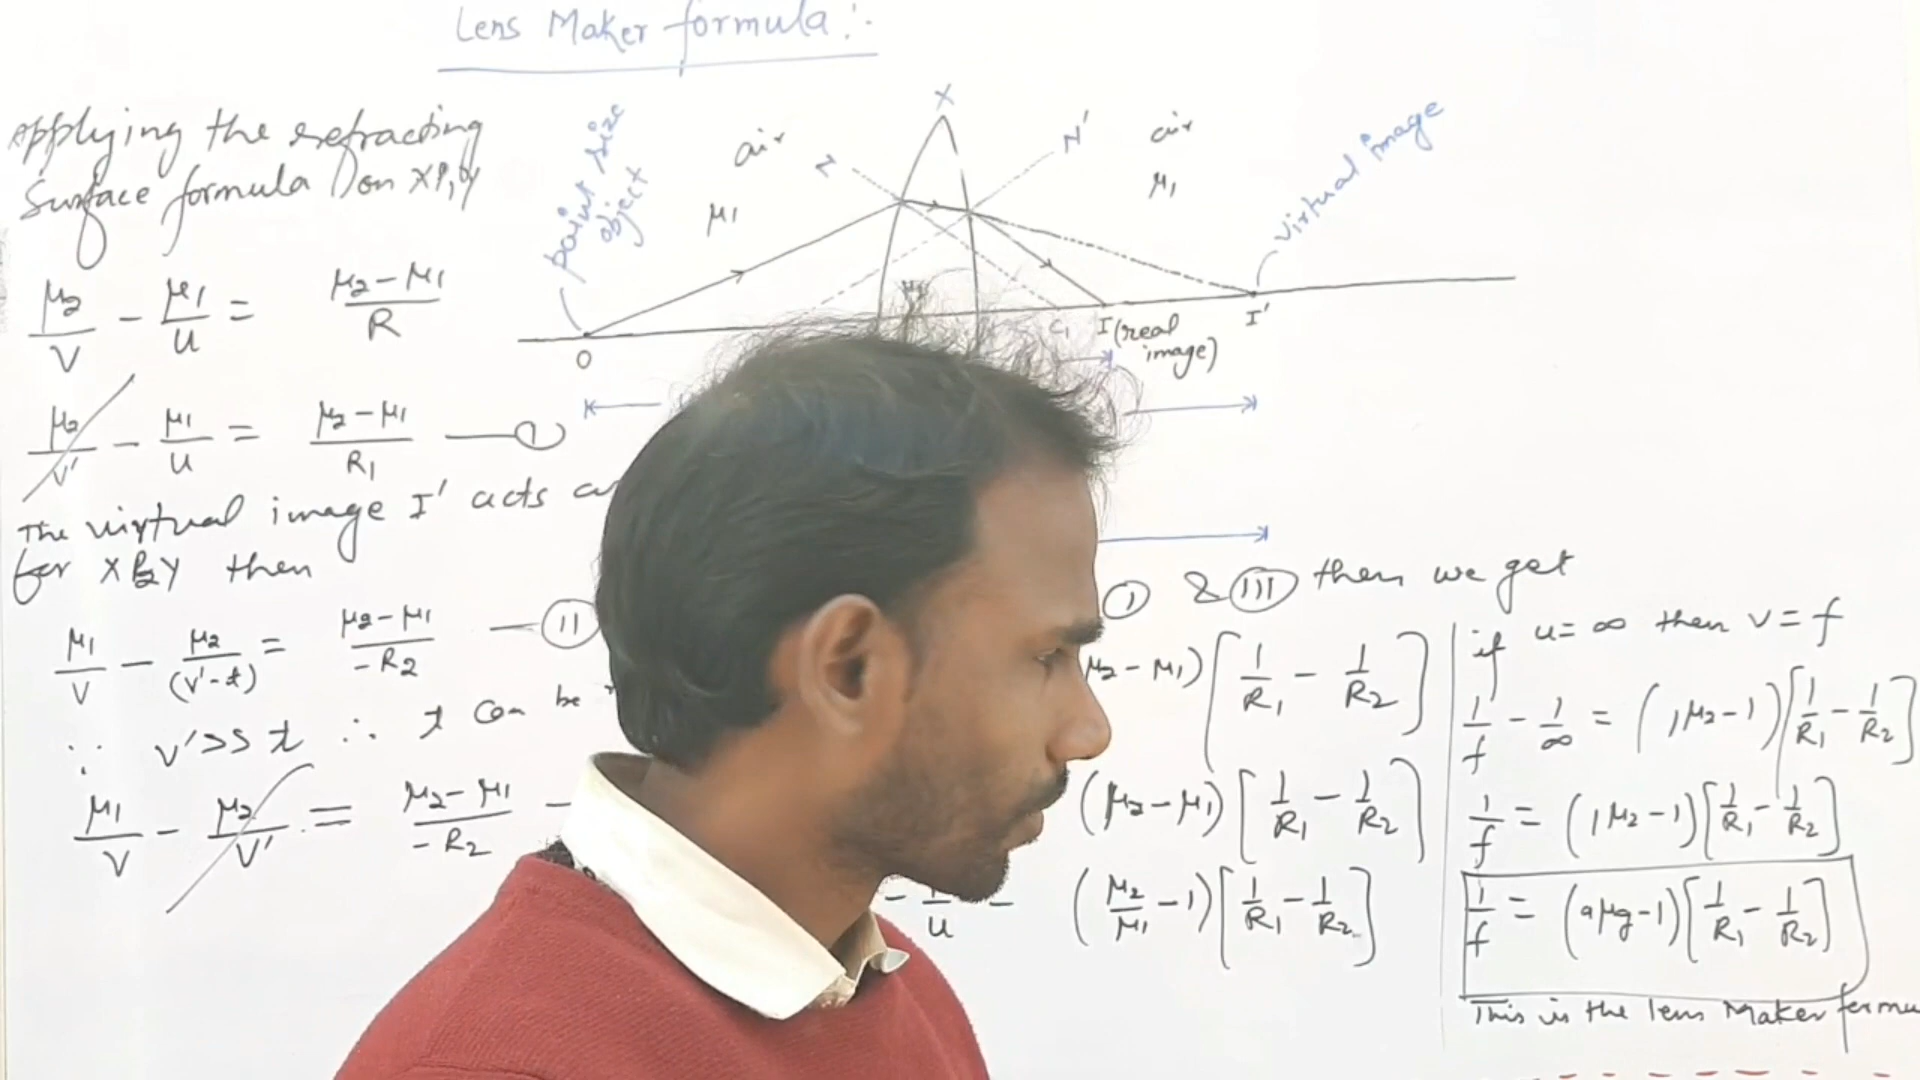 Lens Maker formula :-
Applying the refracting
Surface formula on XP₁Y
μ₂/V - μ₁/u = (μ₂-μ₁)/R
μ₂/V' - μ₁/u = (μ₂-μ₁)/R₁ — (I)
The virtual image I' acts as
for XP₂Y then
μ₁/V - μ₂/(V'-t) = (μ₂-μ₁)/-R₂ — (II)
∵ V'>>t ∴ t can be
μ₁/V - μ₂/V' = (μ₂-μ₁)/-R₂ —
point size
object
air
μ₁
X
N
N'
air
μ₁
virtual image
O
C₁
I (real
image)
I'
(I) & (III) then we get
μ₂-μ₁)[1/R₁ - 1/R₂]
(μ₂-μ₁)[1/R₁ - 1/R₂]
- 1/u = (μ₂/μ₁ - 1)[1/R₁ - 1/R₂]
if u=∞ then v=f
1/f - 1/∞ = (₁μ₂-1)[1/R₁ - 1/R₂]
1/f = (₁μ₂-1)[1/R₁ - 1/R₂]
1/f = (aμg-1)[1/R₁ - 1/R₂]
This is the lens Maker formu